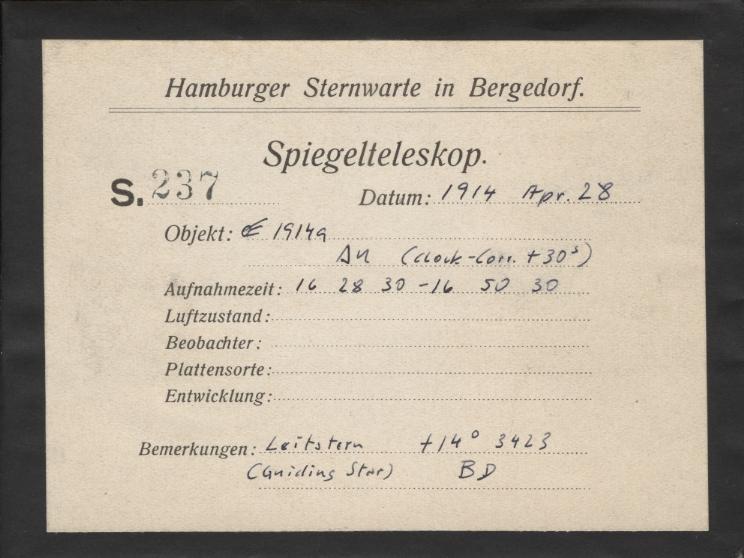 Hamburger Sternwarte in Bergedorf.
Spiegelteleskop.
S. 237
Datum: 1914 Apr. 28
Objekt: ☄ 1914a
Δu (clock-Corr. +30ˢ)
Aufnahmezeit: 16 28 30 - 16 50 30
Luftzustand:
Beobachter:
Plattensorte:
Entwicklung:
Bemerkungen: Leitstern +14° 3423
(Guiding Star) BD